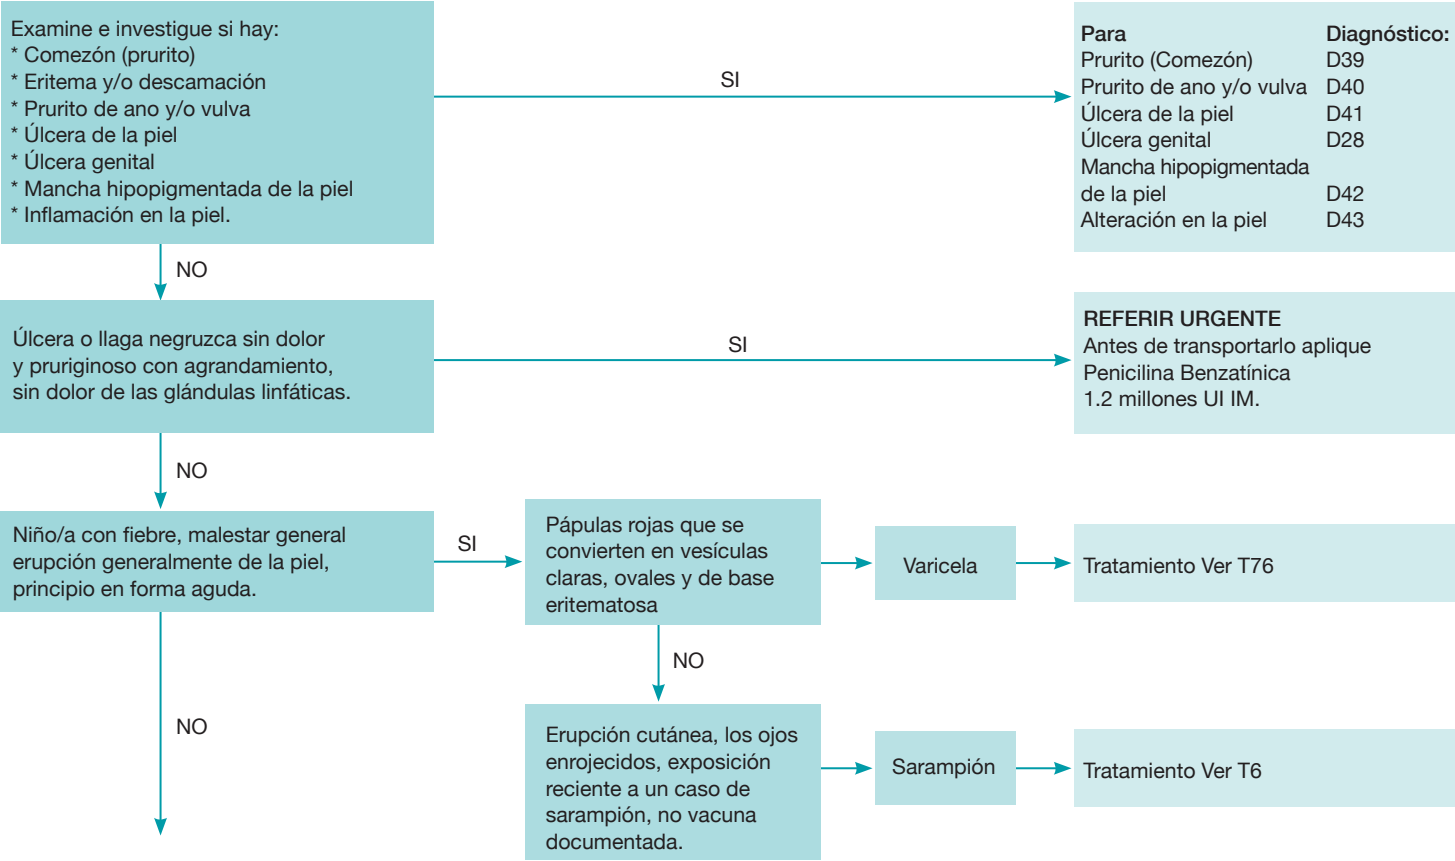 Examine e investigue si hay:
* Comezón (prurito)
* Eritema y/o descamación
* Prurito de ano y/o vulva
* Úlcera de la piel
* Úlcera genital
* Mancha hipopigmentada de la piel
* Inflamación en la piel.
SI
Para Diagnóstico:
Prurito (Comezón) D39
Prurito de ano y/o vulva D40
Úlcera de la piel D41
Úlcera genital D28
Mancha hipopigmentada
de la piel D42
Alteración en la piel D43
NO
Úlcera o llaga negruzca sin dolor
y pruriginoso con agrandamiento,
sin dolor de las glándulas linfáticas.
SI
REFERIR URGENTE
Antes de transportarlo aplique
Penicilina Benzatínica
1.2 millones UI IM.
NO
Niño/a con fiebre, malestar general
erupción generalmente de la piel,
principio en forma aguda.
SI
Pápulas rojas que se
convierten en vesículas
claras, ovales y de base
eritematosa
Varicela
Tratamiento Ver T76
NO
NO
Erupción cutánea, los ojos
enrojecidos, exposición
reciente a un caso de
sarampión, no vacuna
documentada.
Sarampión
Tratamiento Ver T6